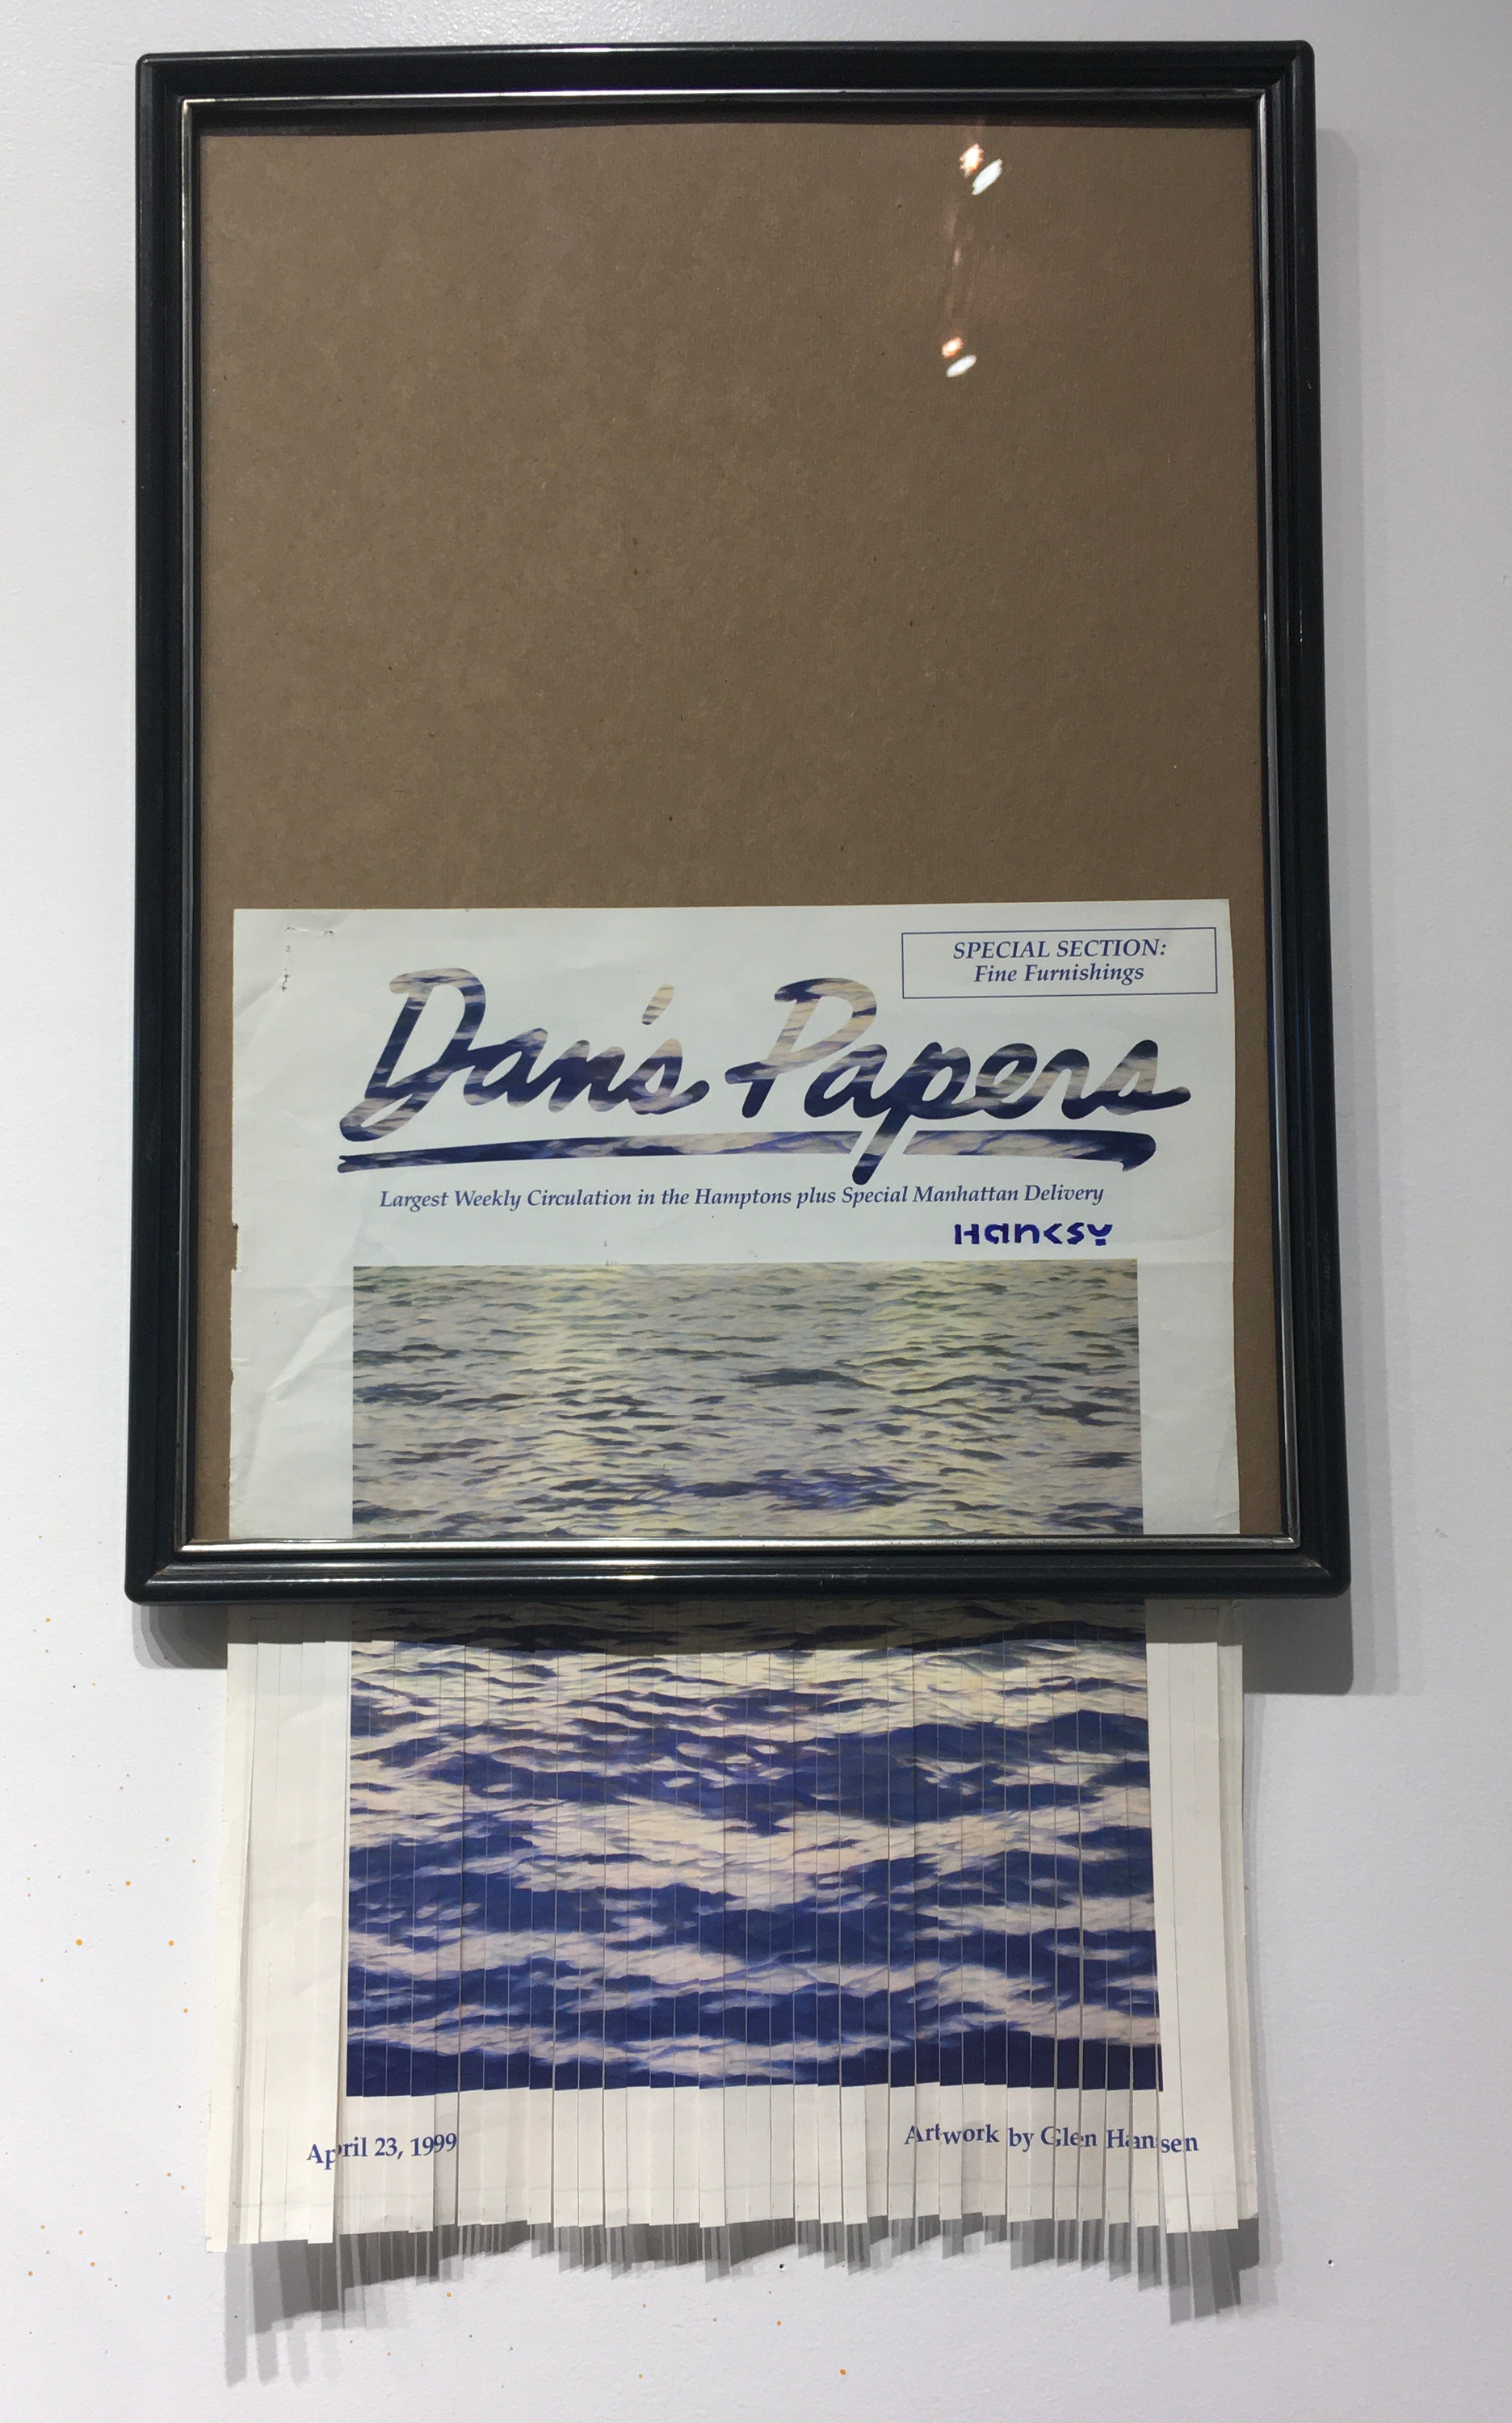 SPECIAL SECTION:
Fine Furnishings
Dan's Papers
Largest Weekly Circulation in the Hamptons plus Special Manhattan Delivery
Hanksy
April 23, 1999
Artwork by Glen Hansen